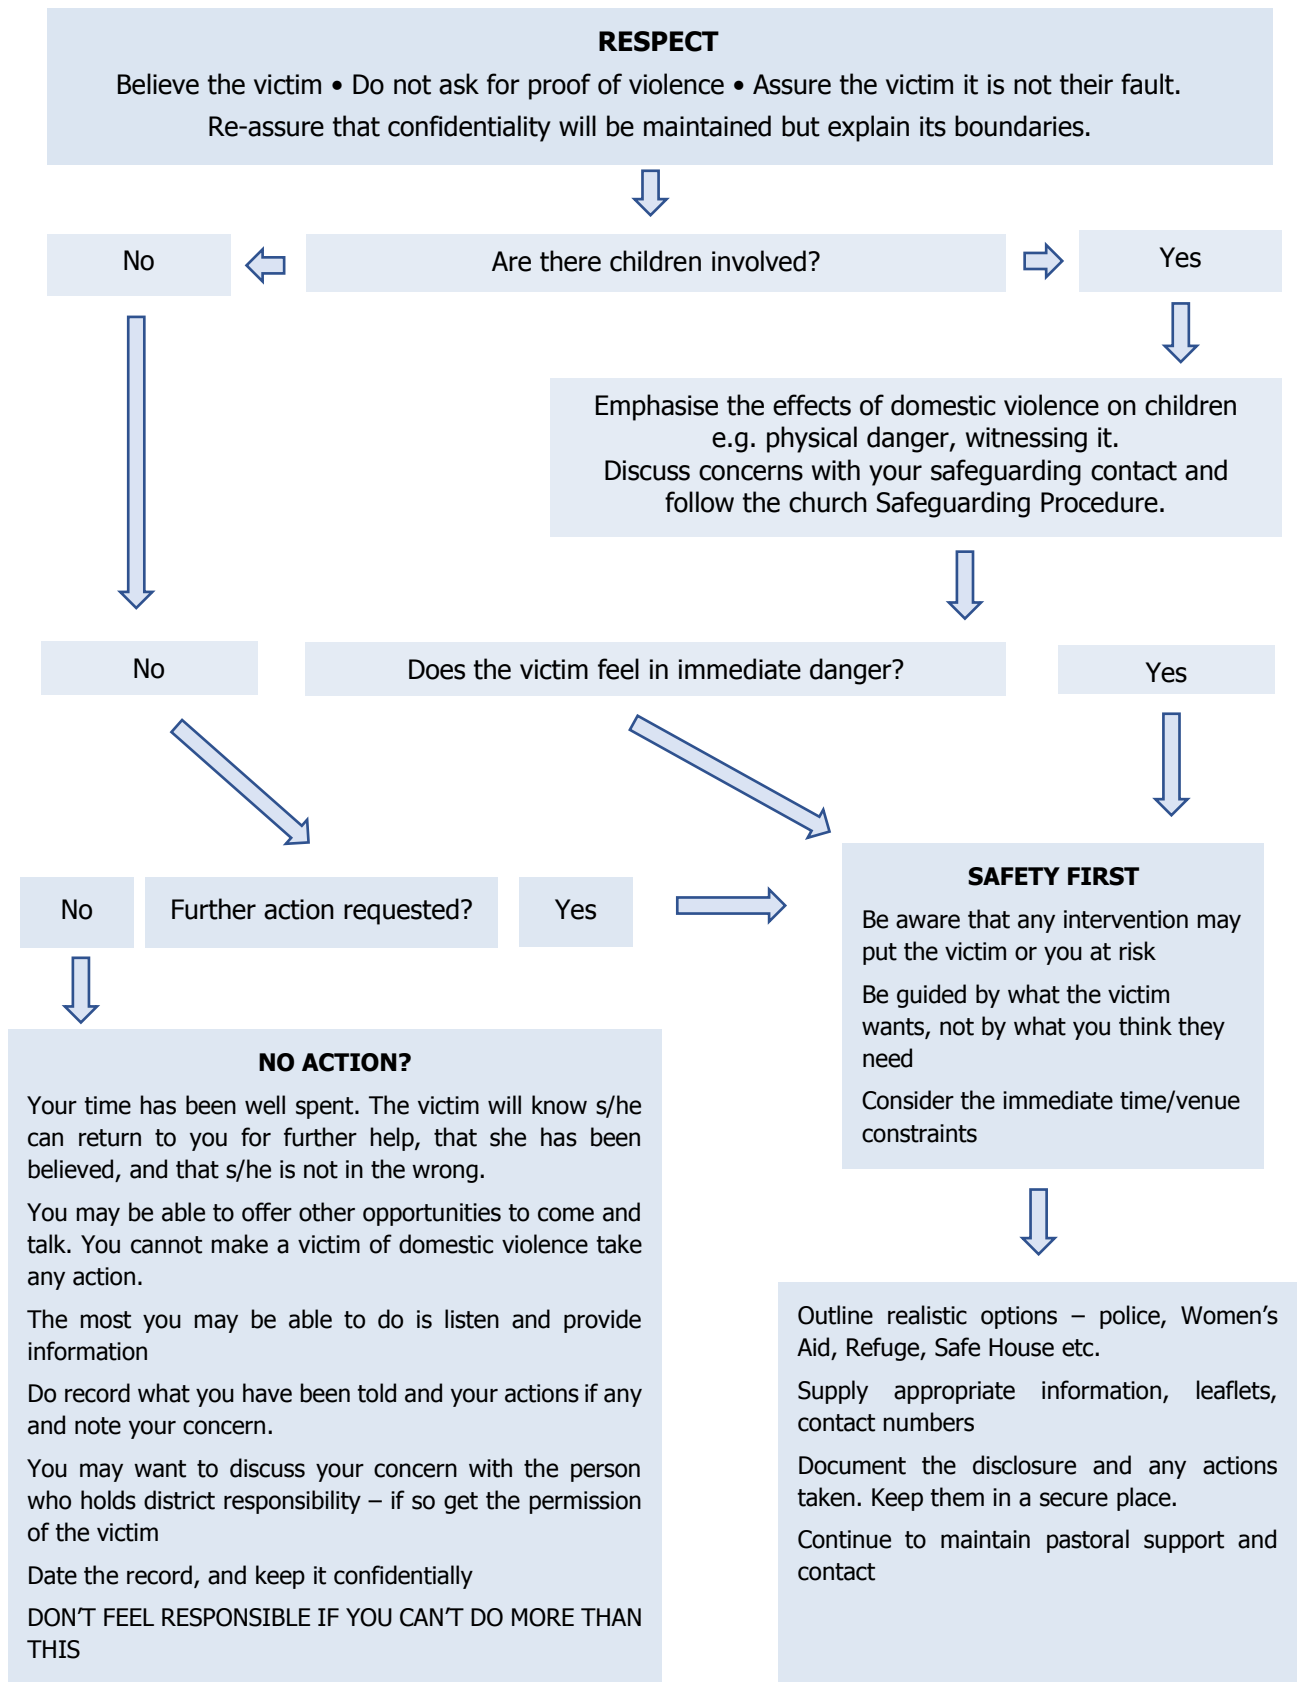 RESPECT
Believe the victim • Do not ask for proof of violence • Assure the victim it is not their fault.
Re-assure that confidentiality will be maintained but explain its boundaries.
No
Are there children involved?
Yes
Emphasise the effects of domestic violence on children
e.g. physical danger, witnessing it.
Discuss concerns with your safeguarding contact and
follow the church Safeguarding Procedure.
No
Does the victim feel in immediate danger?
Yes
No
Further action requested?
Yes
SAFETY FIRST
Be aware that any intervention may
put the victim or you at risk
Be guided by what the victim
wants, not by what you think they
need
Consider the immediate time/venue
constraints
NO ACTION?
Your time has been well spent. The victim will know s/he
can return to you for further help, that she has been
believed, and that s/he is not in the wrong.
You may be able to offer other opportunities to come and
talk. You cannot make a victim of domestic violence take
any action.
The most you may be able to do is listen and provide
information
Do record what you have been told and your actions if any
and note your concern.
You may want to discuss your concern with the person
who holds district responsibility – if so get the permission
of the victim
Date the record, and keep it confidentially
DON'T FEEL RESPONSIBLE IF YOU CAN'T DO MORE THAN
THIS
Outline realistic options – police, Women's
Aid, Refuge, Safe House etc.
Supply appropriate information, leaflets,
contact numbers
Document the disclosure and any actions
taken. Keep them in a secure place.
Continue to maintain pastoral support and
contact